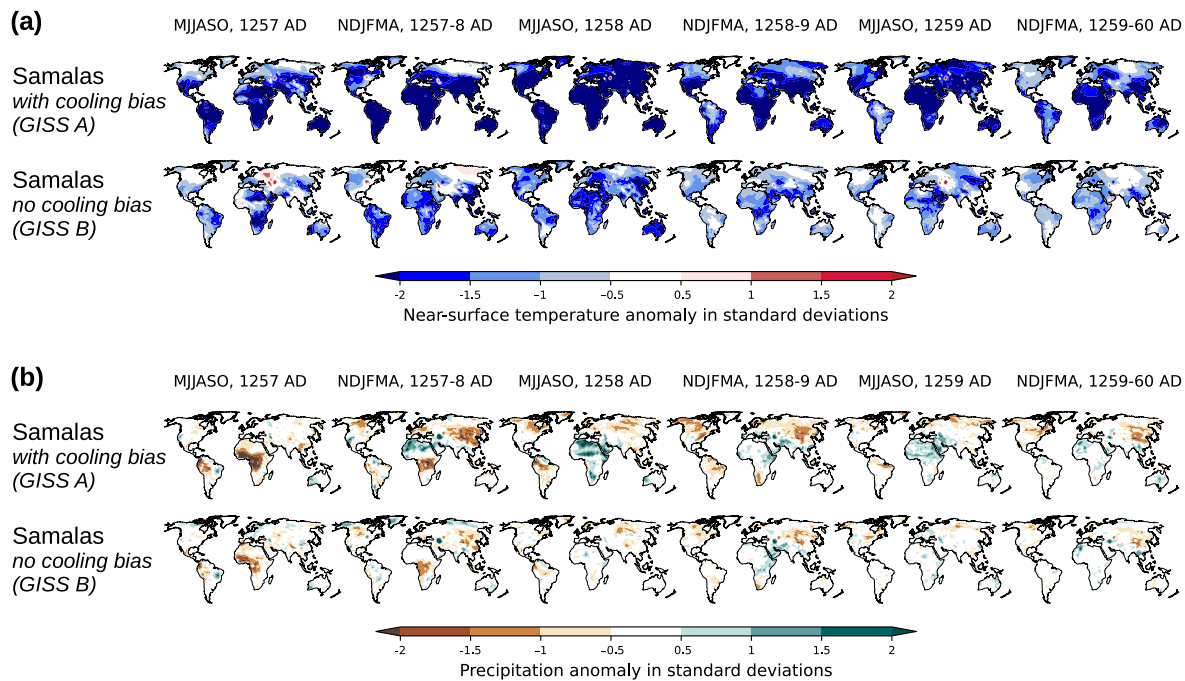 (a)
MJJASO, 1257 AD NDJFMA, 1257-8 AD MJJASO, 1258 AD NDJFMA, 1258-9 AD MJJASO, 1259 AD NDJFMA, 1259-60 AD
Samalas
with cooling bias
(GISS A)
Samalas
no cooling bias
(GISS B)
-2 -1.5 −1 −0.5 0.5 1 1.5 2
Near-surface temperature anomaly in standard deviations
(b)
MJJASO, 1257 AD NDJFMA, 1257-8 AD MJJASO, 1258 AD NDJFMA, 1258-9 AD MJJASO, 1259 AD NDJFMA, 1259-60 AD
Samalas
with cooling bias
(GISS A)
Samalas
no cooling bias
(GISS B)
-2 -1.5 −1 −0.5 0.5 1 1.5 2
Precipitation anomaly in standard deviations